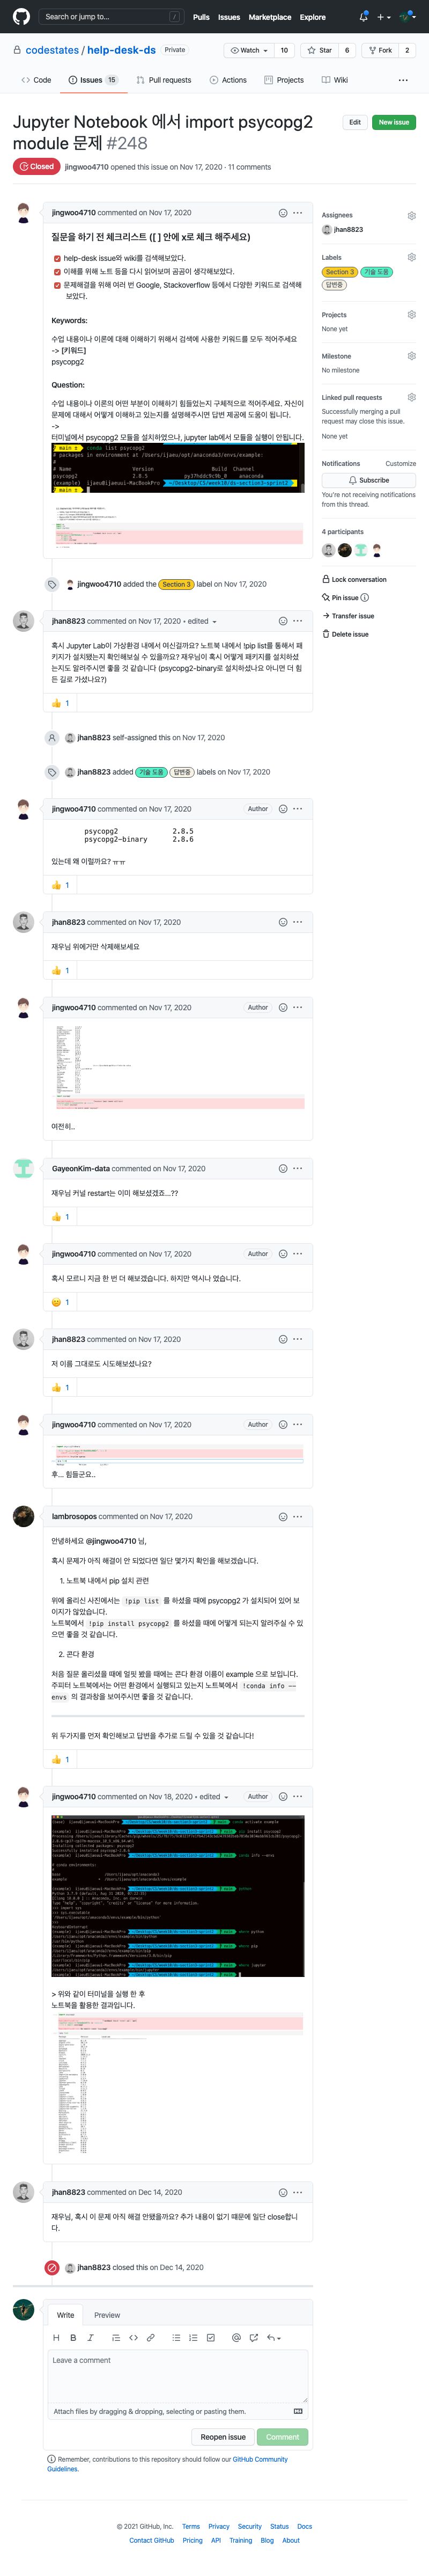 Search or jump to...
/
Pulls Issues Marketplace Explore
codestates / help-desk-ds Private
Watch 10 Star 6 Fork 2
Code Issues 15 Pull requests Actions Projects Wiki
Jupyter Notebook 에서 import psycopg2
module 문제 #248
Edit New issue
Closed jingwoo4710 opened this issue on Nov 17, 2020 · 11 comments
jingwoo4710 commented on Nov 17, 2020
질문을 하기 전 체크리스트 ([ ] 안에 x로 체크 해주세요)
help-desk issue와 wiki를 검색해보았다.
이해를 위해 노트 등을 다시 읽어보며 곰곰이 생각해보았다.
문제해결을 위해 여러 번 Google, Stackoverflow 등에서 다양한 키워드로 검색해
보았다.
Keywords:
수업 내용이나 이론에 대해 이해하기 위해서 검색에 사용한 키워드를 모두 적어주세요
-> [키워드]
psycopg2
Question:
수업 내용이나 이론의 어떤 부분이 이해하기 힘들었는지 구체적으로 적어주세요. 자신이
문제에 대해서 어떻게 이해하고 있는지를 설명해주시면 답변 제공에 도움이 됩니다.
->
터미널에서 psycopg2 모듈을 설치하였으나, jupyter lab에서 모듈을 실행이 안됩니다.
conda list psycopg2
# packages in environment at /Users/ijaeu/opt/anaconda3/envs/example:
#
# Name Version Build Channel
psycopg2 2.8.5 anaconda
Assignees
jhan8823
Labels
Section 3 기술 도움
답변중
Projects
None yet
Milestone
No milestone
Linked pull requests
Successfully merging a pull
request may close this issue.
None yet
Notifications Customize
Subscribe
You're not receiving notifications
from this thread.
4 participants
Lock conversation
Pin issue
Transfer issue
Delete issue
jingwoo4710 added the Section 3 label on Nov 17, 2020
jhan8823 commented on Nov 17, 2020 • edited
혹시 Jupyter Lab이 가상환경 내에서 여신걸까요? 노트북 내에서 !pip list를 통해서 패
키지가 설치됐는지 확인해보실 수 있을까요? 재우님이 혹시 어떻게 패키지를 설치하셨
는지도 알려주시면 좋을 것 같습니다 (psycopg2-binary로 설치하셨나요 아니면 더 힘
든 길로 가셨나요?)
1
jhan8823 self-assigned this on Nov 17, 2020
jhan8823 added 기술 도움 답변중 labels on Nov 17, 2020
jingwoo4710 commented on Nov 17, 2020 Author
psycopg2 2.8.5
psycopg2-binary 2.8.6
있는데 왜 이럴까요? ㅠㅠ
1
jhan8823 commented on Nov 17, 2020
재우님 위에거만 삭제해보세요
1
jingwoo4710 commented on Nov 17, 2020 Author
여전히..
GayeonKim-data commented on Nov 17, 2020
재우님 커널 restart는 이미 해보셨겠죠...??
1
jingwoo4710 commented on Nov 17, 2020 Author
혹시 모르니 지금 한 번 더 해보겠습니다. 하지만 역시나 였습니다.
1
jhan8823 commented on Nov 17, 2020
저 이름 그대로도 시도해보셨나요?
1
jingwoo4710 commented on Nov 17, 2020 Author
후... 힘들군요..
lambrosopos commented on Nov 17, 2020
안녕하세요 @jingwoo4710 님,
혹시 문제가 아직 해결이 안 되었다면 일단 몇가지 확인을 해보겠습니다.
1. 노트북 내에서 pip 설치 관련
위에 올리신 사진에서는 !pip list 를 하셨을 때에 psycopg2 가 설치되어 있어 보
이지가 않았습니다.
노트북에서 !pip install psycopg2 를 하셨을 때에 어떻게 되는지 알려주실 수 있
으면 좋을 것 같습니다.
2. 콘다 환경
처음 질문 올리셨을 때에 얼핏 봤을 때에는 콘다 환경 이름이 example 으로 보입니다.
주피터 노트북에서는 어떤 환경에서 실행되고 있는지 노트북에서 !conda info --
envs 의 결과창을 보여주시면 좋을 것 같습니다.
위 두가지를 먼저 확인해보고 답변을 추가로 드릴 수 있을 것 같습니다!
1
jingwoo4710 commented on Nov 18, 2020 • edited Author
> 위와 같이 터미널을 실행 한 후
노트북을 활용한 결과입니다.
jhan8823 commented on Dec 14, 2020
재우님, 혹시 이 문제 아직 해결 안됐을까요? 추가 내용이 없기 때문에 일단 close합니
다.
jhan8823 closed this on Dec 14, 2020
Write Preview
Leave a comment
Attach files by dragging & dropping, selecting or pasting them.
Reopen issue Comment
Remember, contributions to this repository should follow our GitHub Community
Guidelines.
© 2021 GitHub, Inc. Terms Privacy Security Status Docs
Contact GitHub Pricing API Training Blog About